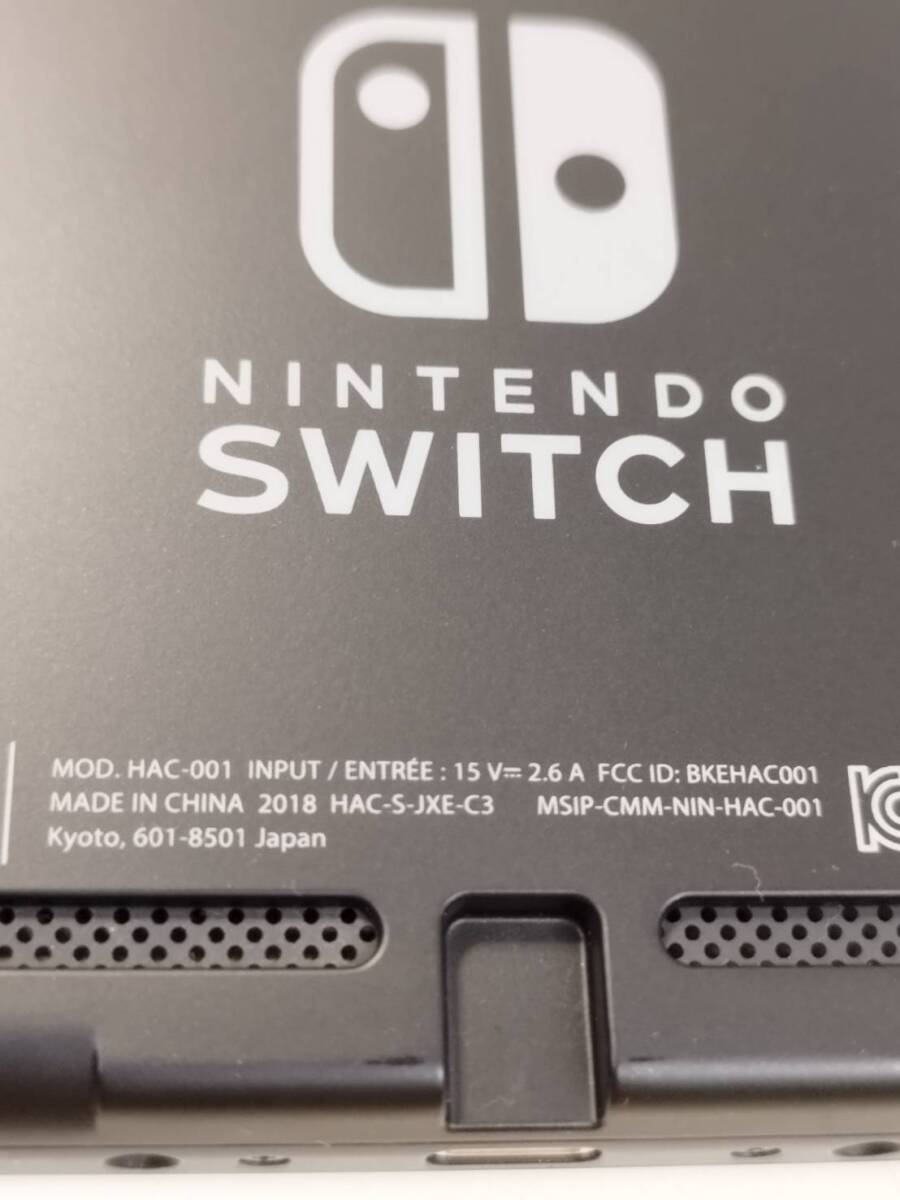 NINTENDO
SWITCH
MOD. HAC-001 INPUT / ENTRÉE : 15 V⎓ 2.6 A FCC ID: BKEHAC001
MADE IN CHINA 2018 HAC-S-JXE-C3 MSIP-CMM-NIN-HAC-001
Kyoto, 601-8501 Japan